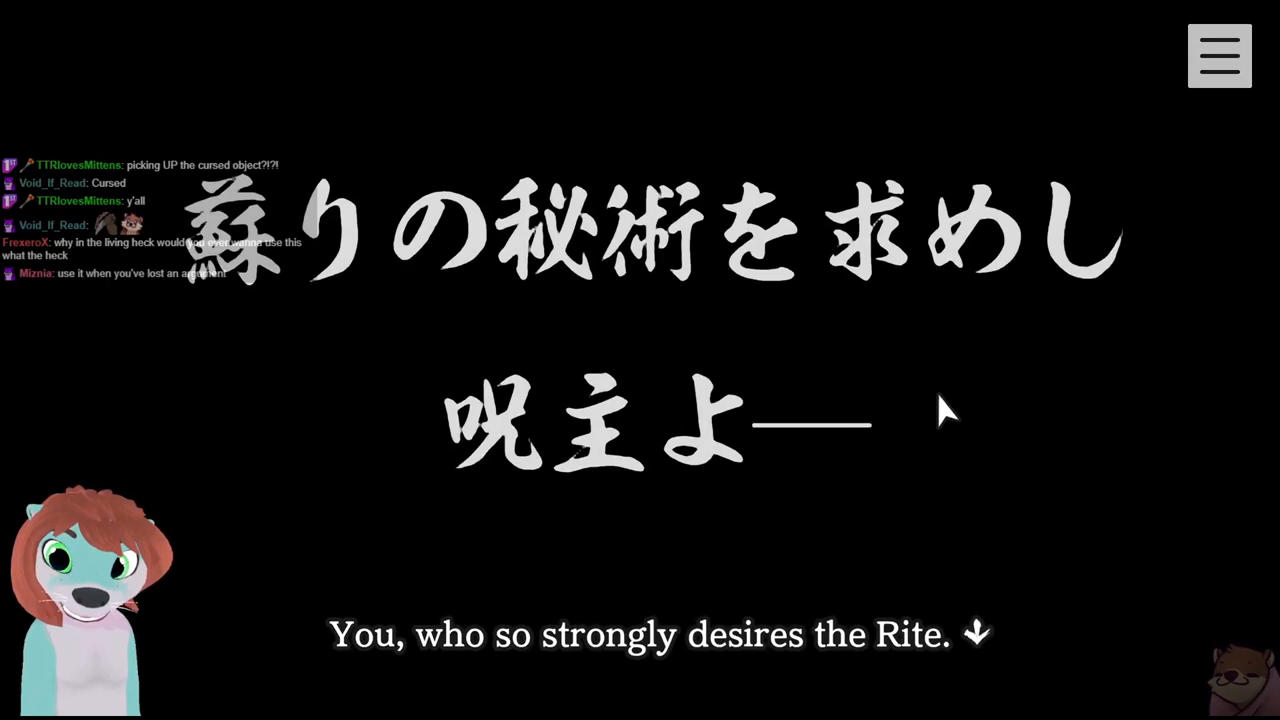 TTRlovesMittens: picking UP the cursed object?!?!
Void_If_Read: Cursed
TTRlovesMittens: y'all
Void_If_Read:
FrexeroX: why in the living heck would you ever wanna use this
what the heck
Miznia: use it when you've lost an argument
蘇りの秘術を求めし
呪主よ——
You, who so strongly desires the Rite.